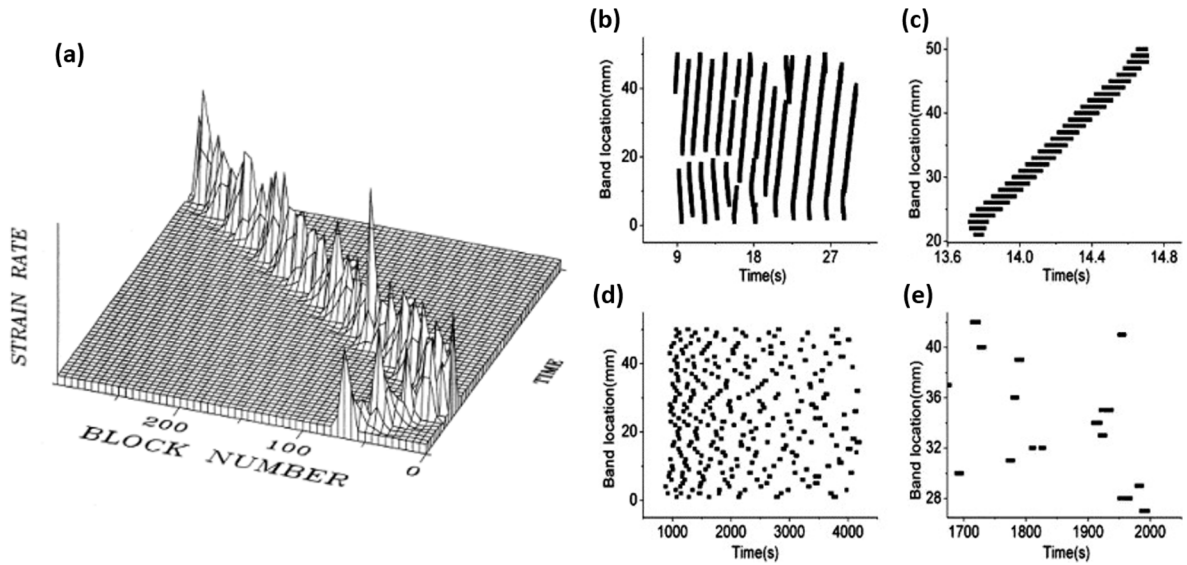 (a)
STRAIN RATE
200
100
0
BLOCK NUMBER
TIME
(b)
Band location(mm)
40
20
0
9
18
27
Time(s)
(c)
Band location(mm)
50
40
30
20
13.6
14.0
14.4
14.8
Time(s)
(d)
Band location(mm)
40
20
0
1000
2000
3000
4000
Time(s)
(e)
Band location(mm)
40
36
32
28
1700
1800
1900
2000
Time(s)